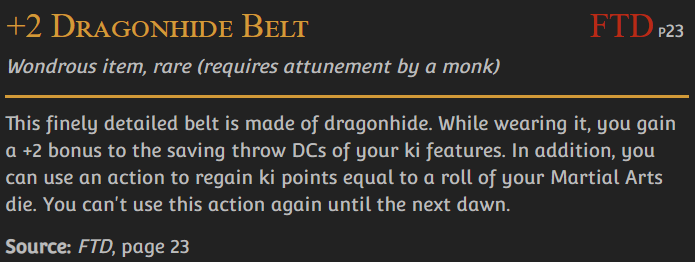 +2 Dragonhide Belt FTD P23
Wondrous item, rare (requires attunement by a monk)
This finely detailed belt is made of dragonhide. While wearing it, you gain
a +2 bonus to the saving throw DCs of your ki features. In addition, you
can use an action to regain ki points equal to a roll of your Martial Arts
die. You can't use this action again until the next dawn.
Source: FTD, page 23